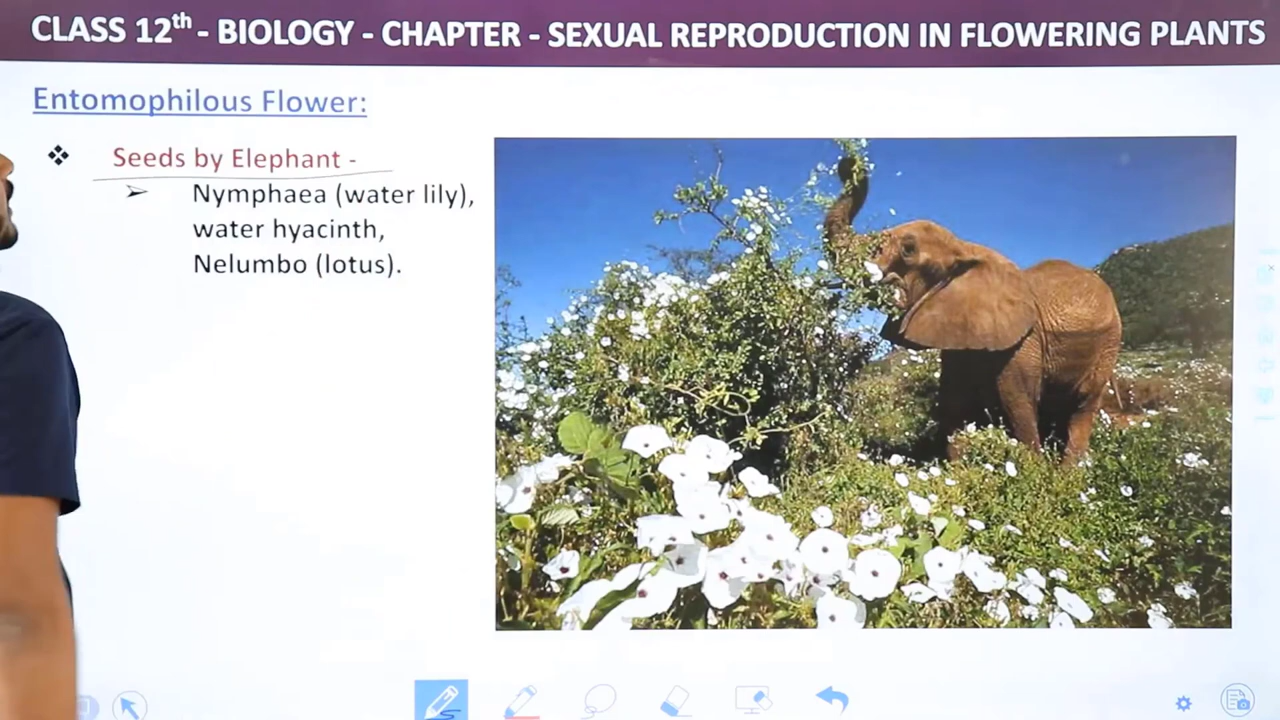 CLASS 12th - BIOLOGY - CHAPTER - SEXUAL REPRODUCTION IN FLOWERING PLANTS
Entomophilous Flower:
❖ Seeds by Elephant -
➢ Nymphaea (water lily),
water hyacinth,
Nelumbo (lotus).